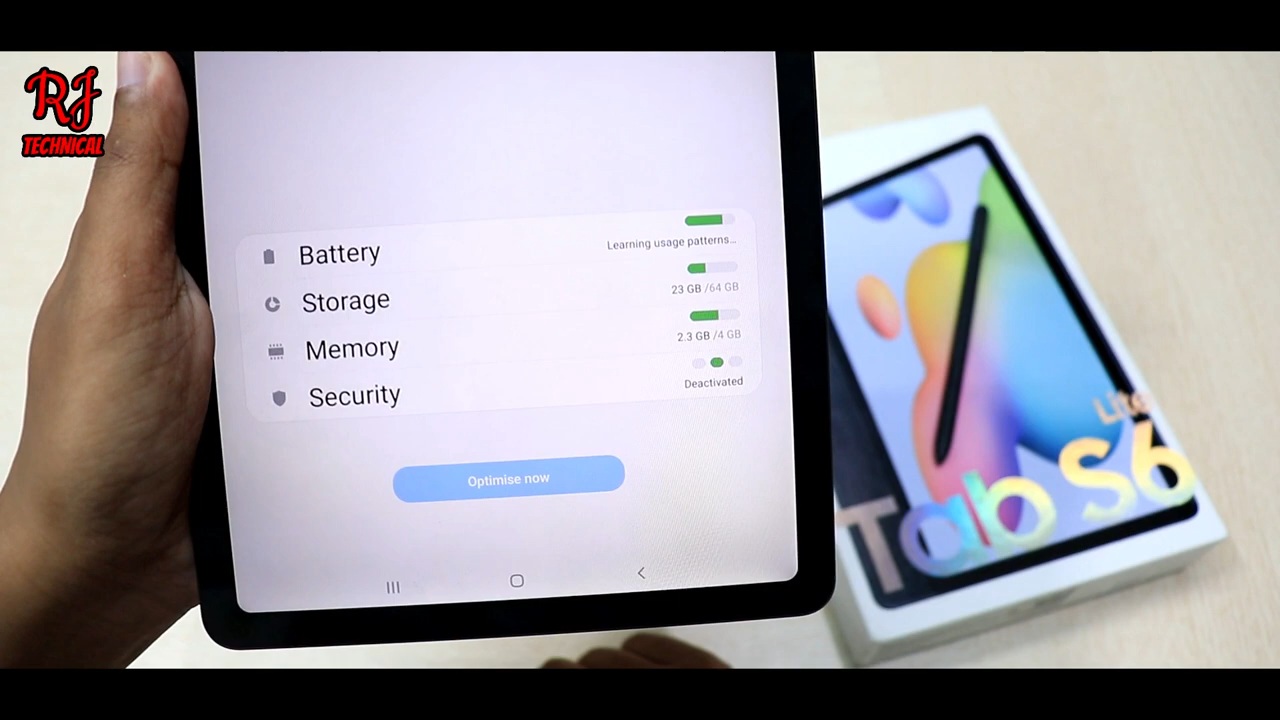 RJ
TECHNICAL
Battery
Learning usage patterns...
Storage
23 GB /64 GB
Memory
2.3 GB /4 GB
Security
Deactivated
Optimise now
Tab S6
Lite